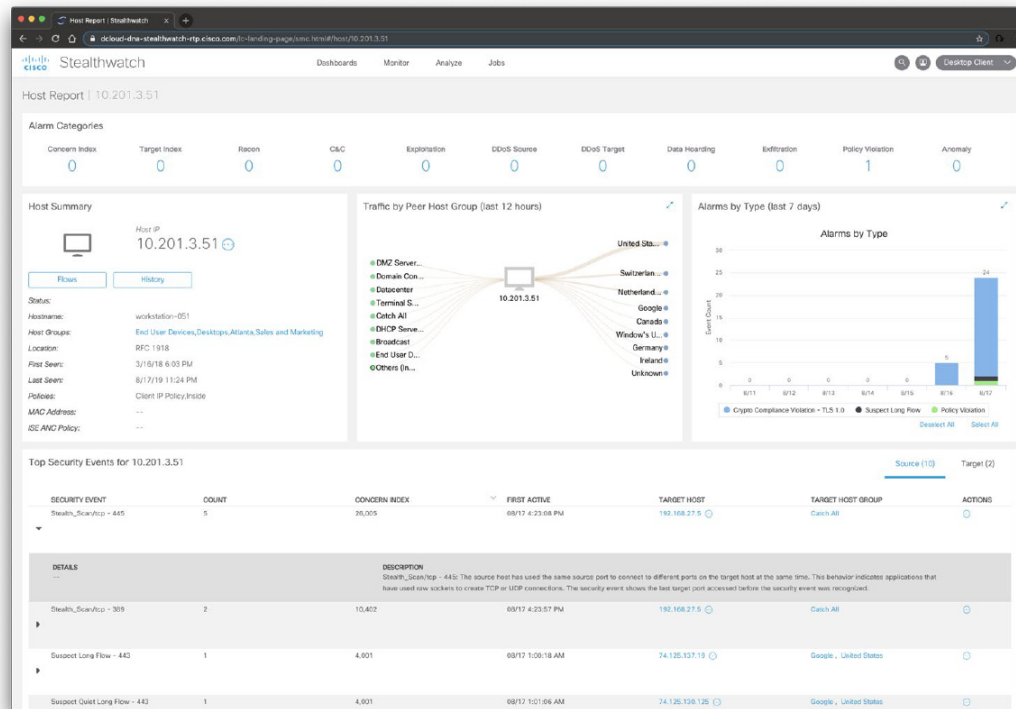 Host Report | Stealthwatch
dcloud-dna-stealthwatch-rtp.cisco.com/lc-landing-page/smc.html#/host/10.201.3.51
CISCO Stealthwatch Dashboards Monitor Analyze Jobs Desktop Client
Host Report | 10.201.3.51
Alarm Categories
Concern Index Target Index Recon C&C Exploitation DDoS Source DDoS Target Data Hoarding Exfiltration Policy Violation Anomaly
0 0 0 0 0 0 0 0 0 1 0
Host Summary
Host IP
10.201.3.51
Flows History
Status:
Hostname: workstation-051
Host Groups: End User Devices,Desktops,Atlanta,Sales and Marketing
Location: RFC 1918
First Seen: 3/16/18 6:03 PM
Last Seen: 8/17/19 11:24 PM
Policies: Client IP Policy,Inside
MAC Address: --
ISE ANC Policy: --
Traffic by Peer Host Group (last 12 hours)
DMZ Server...
Domain Con...
Datacenter
Terminal S...
Catch All
DHCP Serve...
Broadcast
End User D...
Others (In...
10.201.3.51
United Sta...
Switzerlan...
Netherland...
Google
Canada
Window's U...
Germany
Ireland
Unknown
Alarms by Type (last 7 days)
Alarms by Type
Event Count
30
25
20
15
10
5
0
0 0 0 0 0 5 24
8/11 8/12 8/13 8/14 8/15 8/16 8/17
Crypto Compliance Violation - TLS 1.0 Suspect Long Flow Policy Violation
Deselect All Select All
Top Security Events for 10.201.3.51
Source (10) Target (2)
SECURITY EVENT COUNT CONCERN INDEX FIRST ACTIVE TARGET HOST TARGET HOST GROUP ACTIONS
Stealth_Scan/tcp - 445 5 26,005 08/17 4:23:08 PM 192.168.27.5 Catch All
DETAILS DESCRIPTION
-- Stealth_Scan/tcp - 445: The source host has used the same source port to connect to different ports on the target host at the same time. This behavior indicates applications that
have used raw sockets to create TCP or UDP connections. The security event shows the last target port accessed before the security event was recognized.
Stealth_Scan/tcp - 389 2 10,402 08/17 4:23:57 PM 192.168.27.5 Catch All
Suspect Long Flow - 443 1 4,001 08/17 1:00:18 AM Google , United States
Suspect Quiet Long Flow - 443 1 4,001 08/17 1:01:06 AM Google , United States